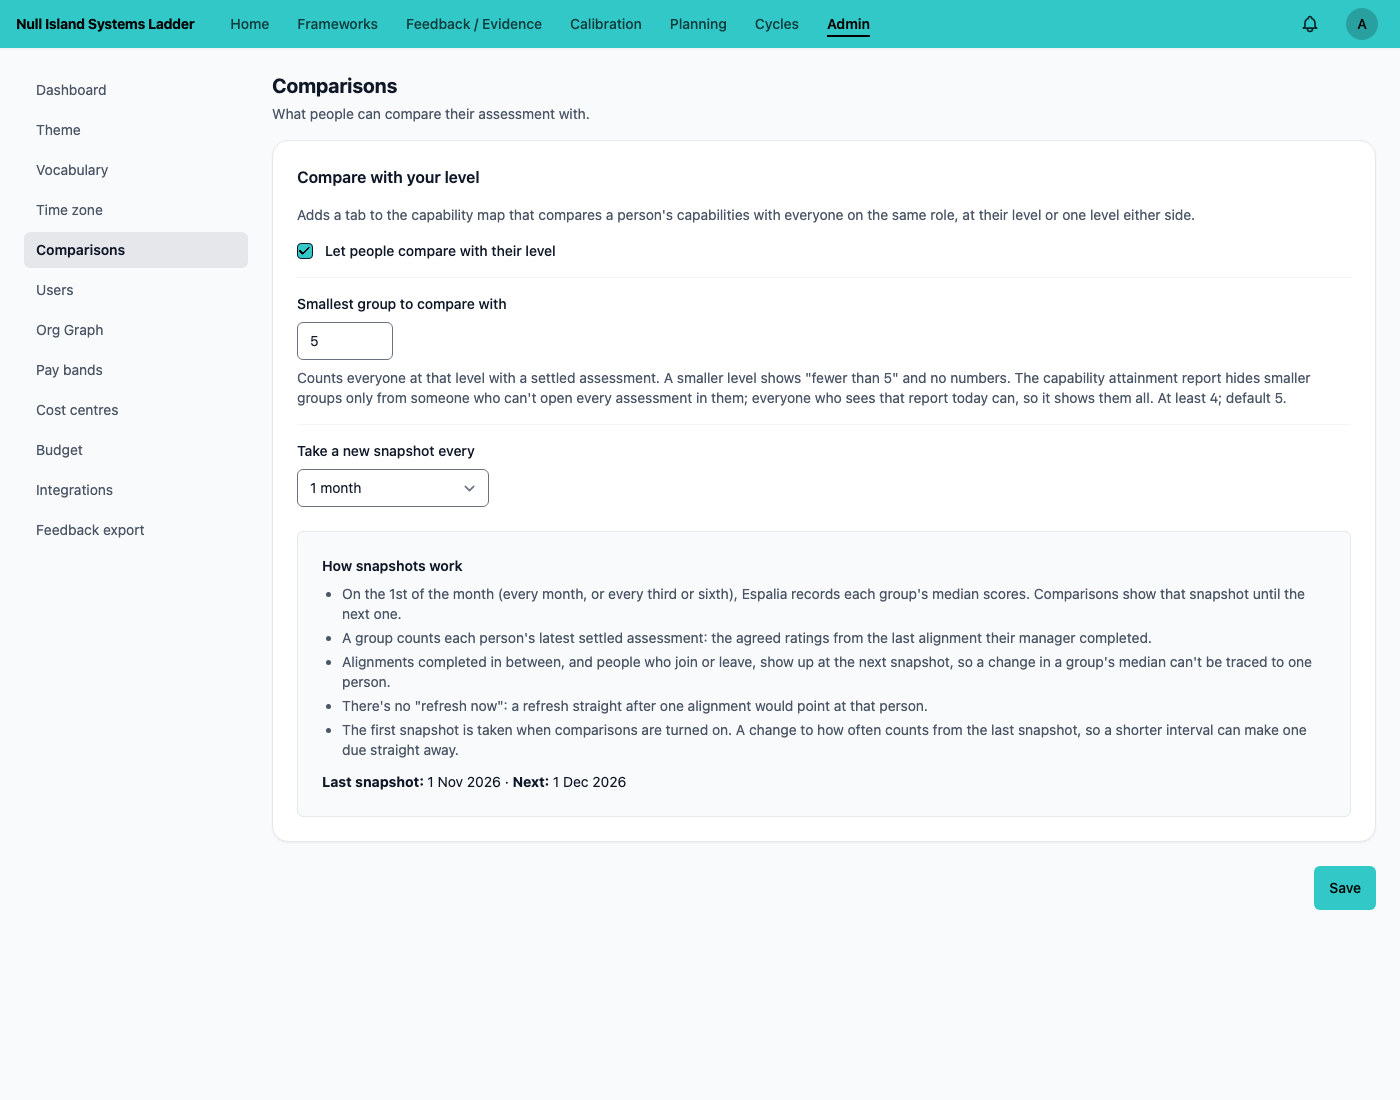 Null Island Systems Ladder
Home
Frameworks
Feedback / Evidence
Calibration
Planning
Cycles
Admin
A
Dashboard
Theme
Vocabulary
Time zone
Comparisons
Users
Org Graph
Pay bands
Cost centres
Budget
Integrations
Feedback export
Comparisons
What people can compare their assessment with.
Compare with your level
Adds a tab to the capability map that compares a person's capabilities with everyone on the same role, at their level or one level either side.
Let people compare with their level
Smallest group to compare with
5
Counts everyone at that level with a settled assessment. A smaller level shows "fewer than 5" and no numbers. The capability attainment report hides smaller
groups only from someone who can't open every assessment in them; everyone who sees that report today can, so it shows them all. At least 4; default 5.
Take a new snapshot every
1 month
How snapshots work
• On the 1st of the month (every month, or every third or sixth), Espalia records each group's median scores. Comparisons show that snapshot until the
next one.
• A group counts each person's latest settled assessment: the agreed ratings from the last alignment their manager completed.
• Alignments completed in between, and people who join or leave, show up at the next snapshot, so a change in a group's median can't be traced to one
person.
• There's no "refresh now": a refresh straight after one alignment would point at that person.
• The first snapshot is taken when comparisons are turned on. A change to how often counts from the last snapshot, so a shorter interval can make one
due straight away.
Last snapshot: 1 Nov 2026 · Next: 1 Dec 2026
Save